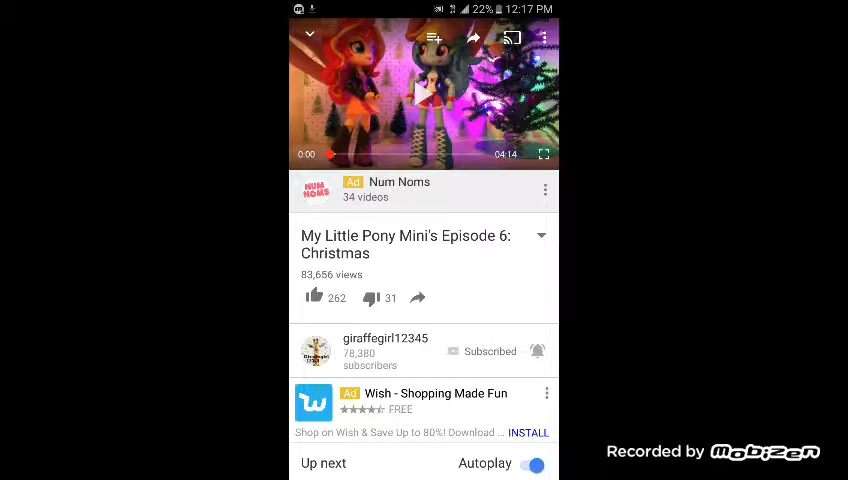 22% 12:17 PM
0:00 04:14
NUM NOMS
Ad Num Noms
34 videos
My Little Pony Mini's Episode 6:
Christmas
83,656 views
262 31
giraffegirl12345
78,380
subscribers
Subscribed
Ad Wish - Shopping Made Fun
FREE
Shop on Wish & Save Up to 80%! Download ... INSTALL
Up next Autoplay
Recorded by MOBIZEN